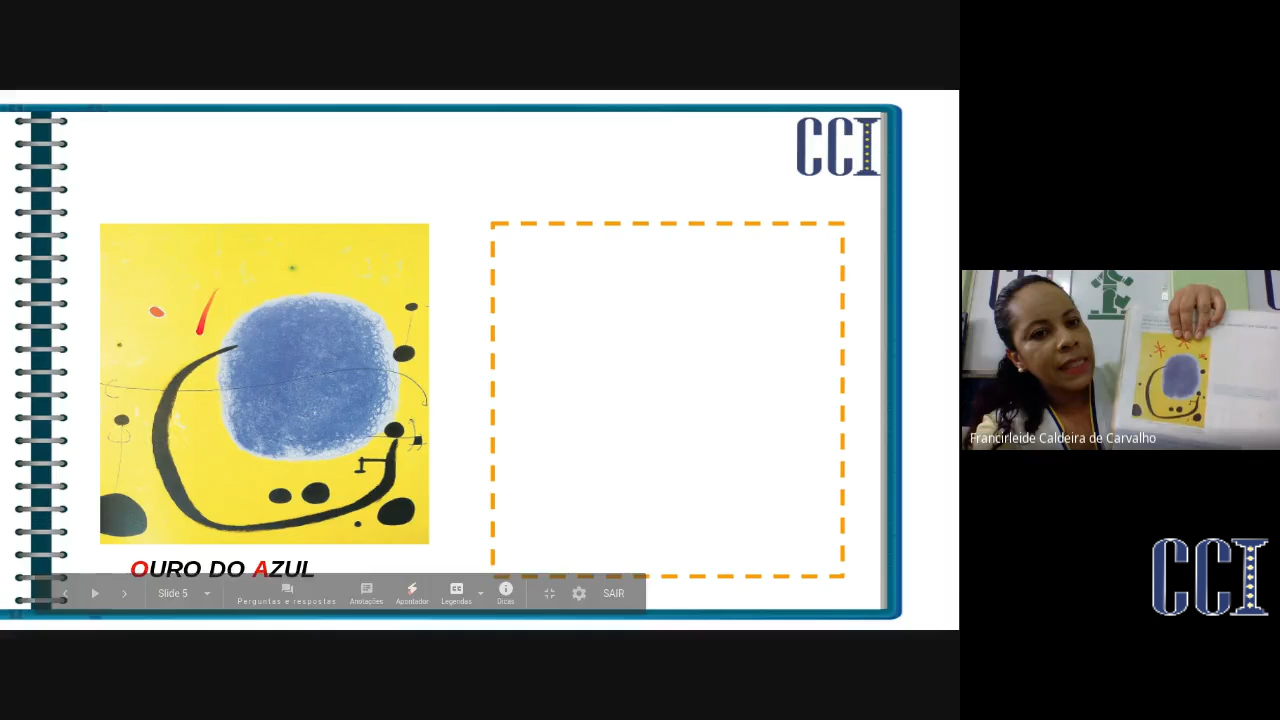 CCI
OURO DO AZUL
Slide 5
Perguntas e respostas
Anotações
Apontador
Legendas
Dicas
SAIR
Francirleide Caldeira de Carvalho
CCI